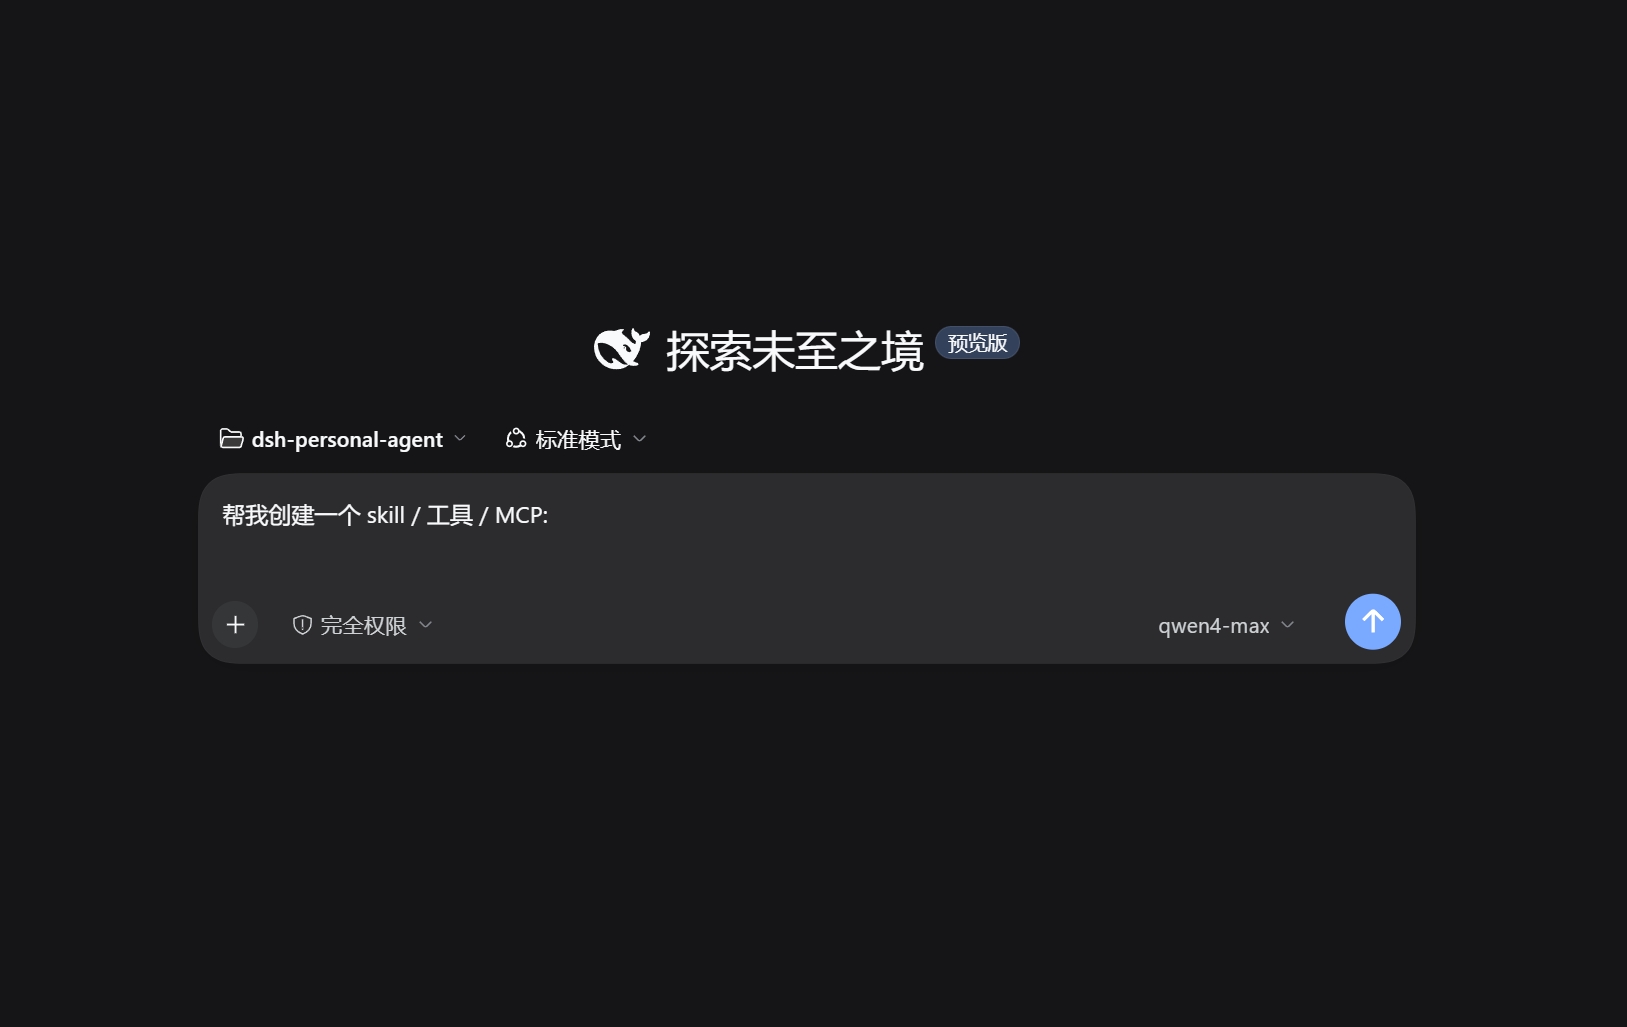 探索未至之境 预览版
dsh-personal-agent 标准模式
帮我创建一个 skill / 工具 / MCP:
完全权限 qwen4-max